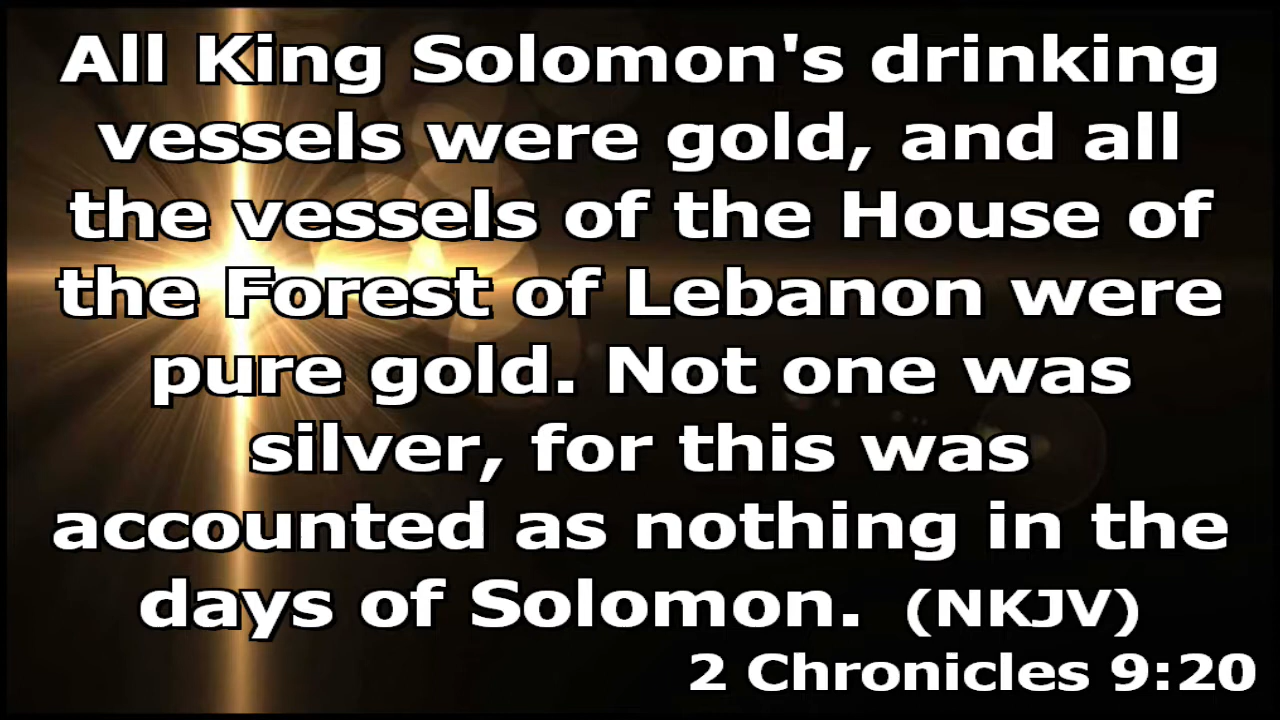 All King Solomon's drinking
vessels were gold, and all
the vessels of the House of
the Forest of Lebanon were
pure gold. Not one was
silver, for this was
accounted as nothing in the
days of Solomon. (NKJV)
2 Chronicles 9:20